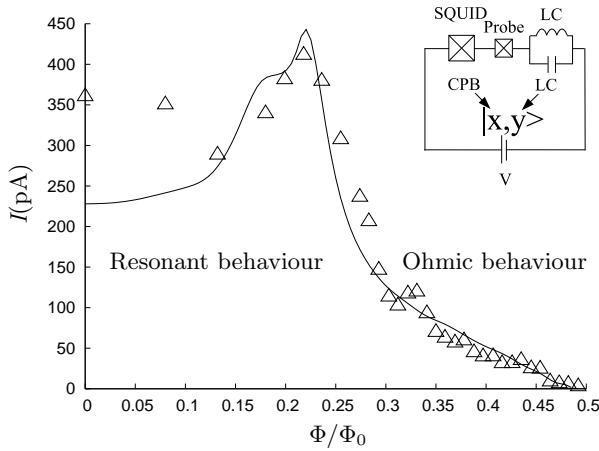 SQUID
Probe
LC
CPB
LC
|x,y>
V
I(pA)
450
400
350
300
250
200
150
100
50
0
Resonant behaviour
Ohmic behaviour
0 0.05 0.1 0.15 0.2 0.25 0.3 0.35 0.4 0.45 0.5
Φ/Φ₀